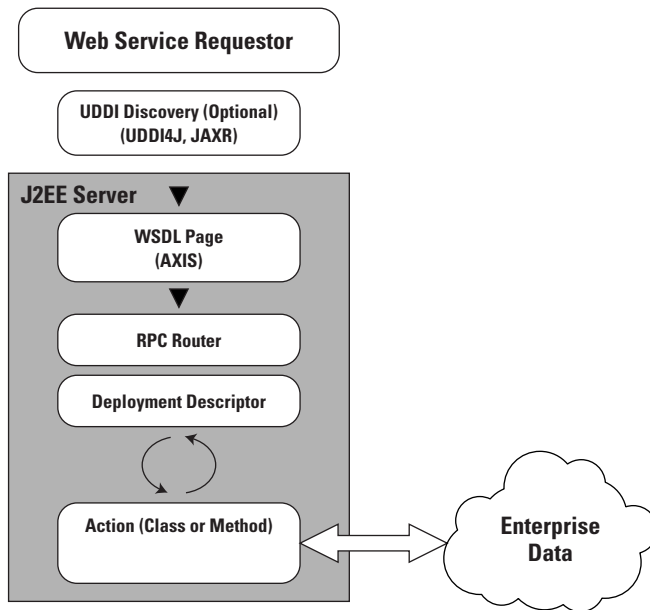 Web Service Requestor
UDDI Discovery (Optional)
(UDDI4J, JAXR)
J2EE Server
WSDL Page
(AXIS)
RPC Router
Deployment Descriptor
Action (Class or Method)
Enterprise
Data